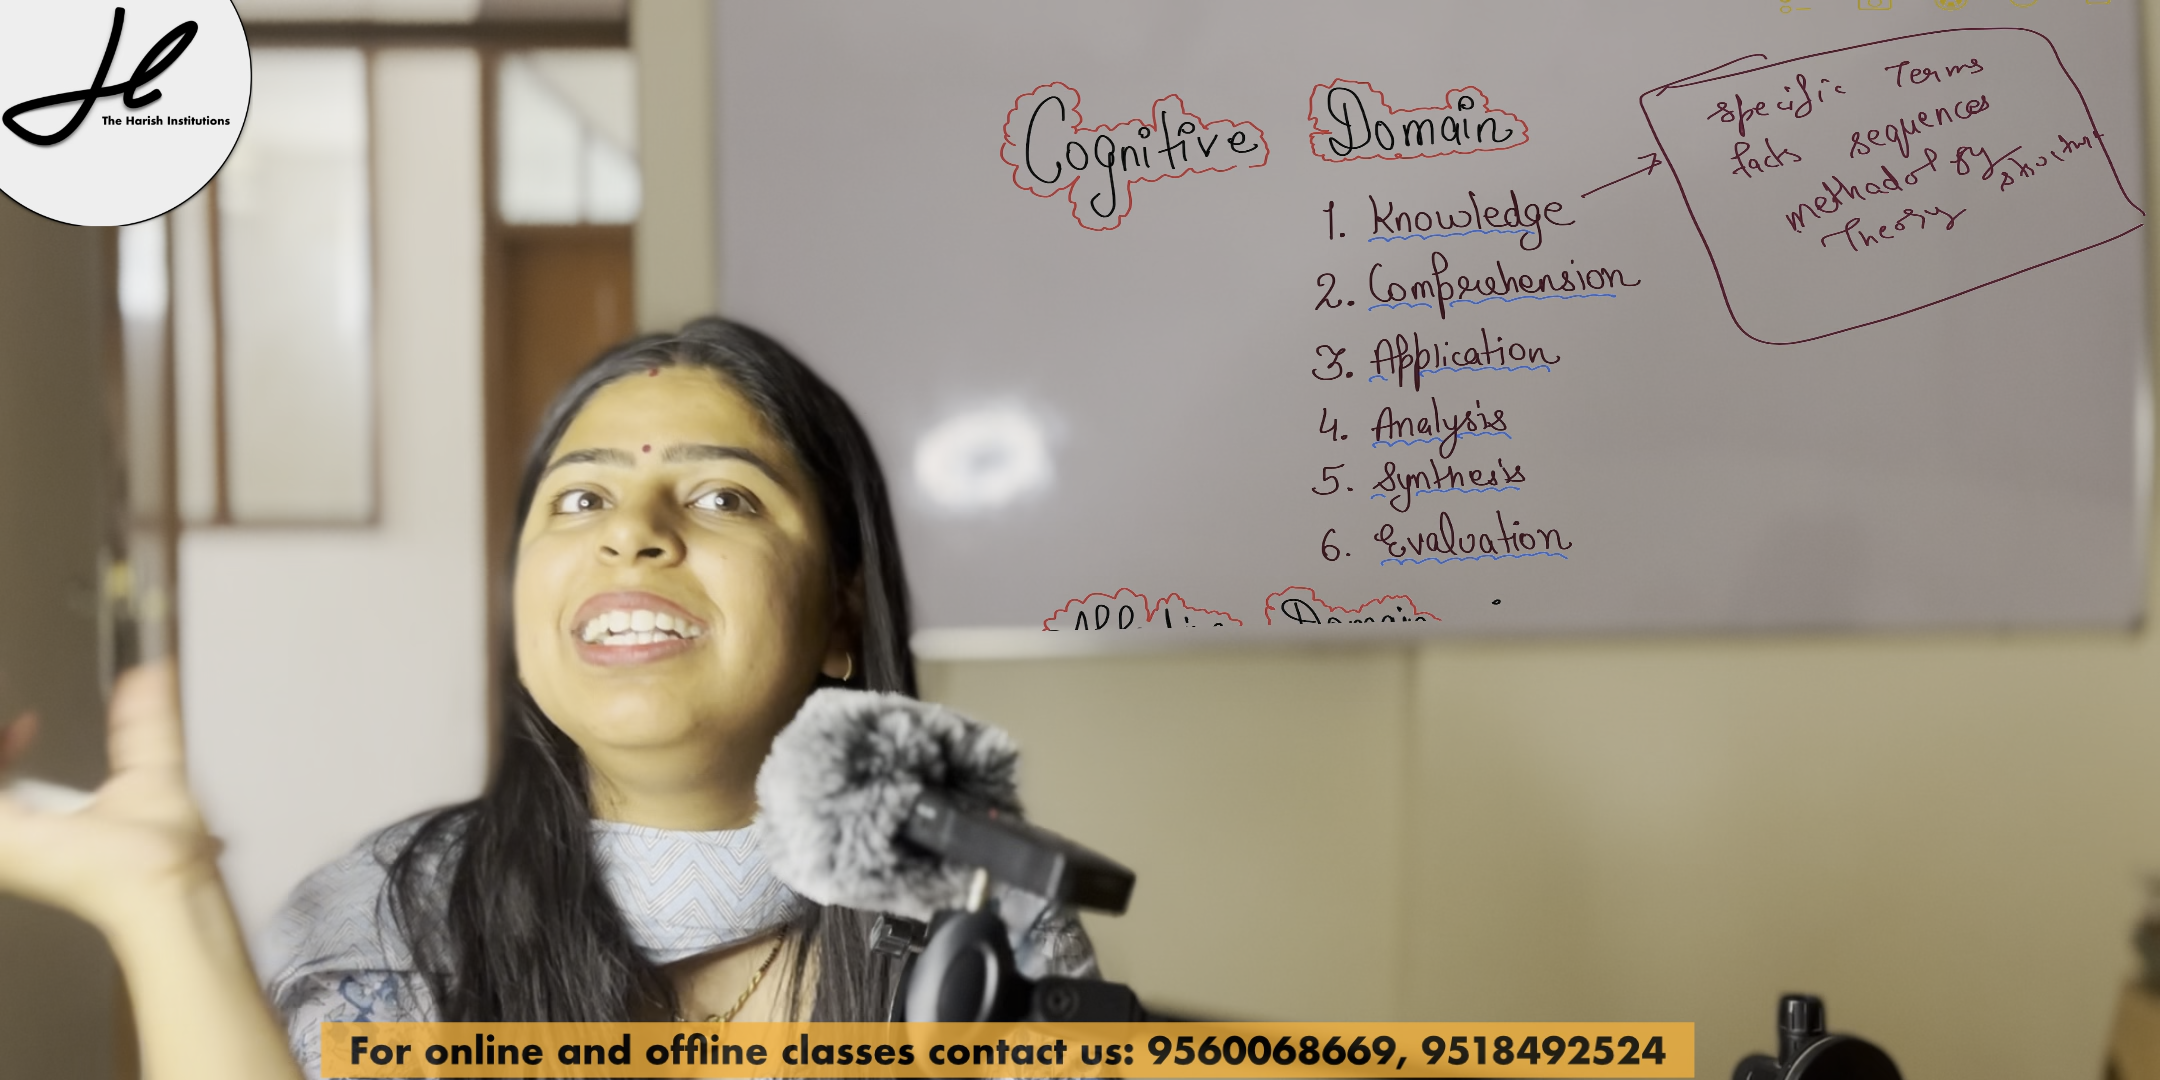 The Harish Institutions
Cognitive Domain
1. Knowledge
2. Comprehension
3. Application
4. Analysis
5. Synthesis
6. Evaluation
specific Terms
facts sequences
Theory
Domain
For online and offline classes contact us: 9560068669, 9518492524